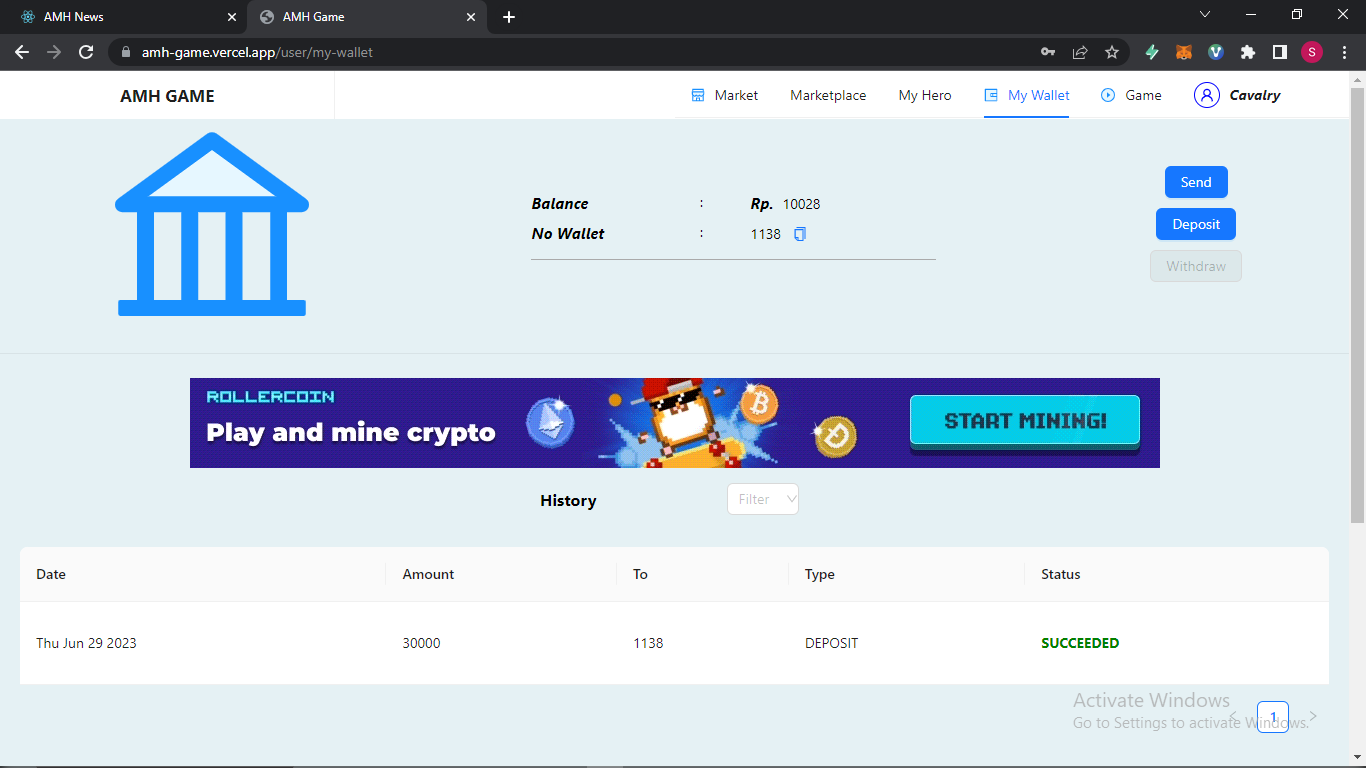 AMH News
AMH Game
amh-game.vercel.app/user/my-wallet
S
AMH GAME
Market
Marketplace
My Hero
My Wallet
Game
Cavalry
Balance : Rp. 10028
No Wallet : 1138
Send
Deposit
Withdraw
ROLLERCOIN
Play and mine crypto
START MINING!
History
Filter
Date Amount To Type Status
Thu Jun 29 2023 30000 1138 DEPOSIT SUCCEEDED
Activate Windows
Go to Settings to activate Windows.
1